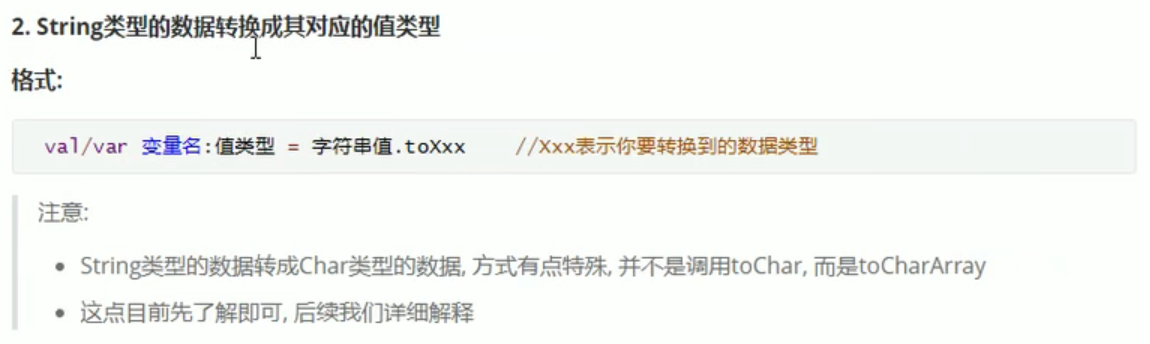 2. String类型的数据转换成其对应的值类型
格式:
val/var 变量名:值类型 = 字符串值.toXxx //Xxx表示你要转换到的数据类型
注意:
• String类型的数据转成Char类型的数据, 方式有点特殊, 并不是调用toChar, 而是toCharArray
• 这点目前先了解即可, 后续我们详细解释